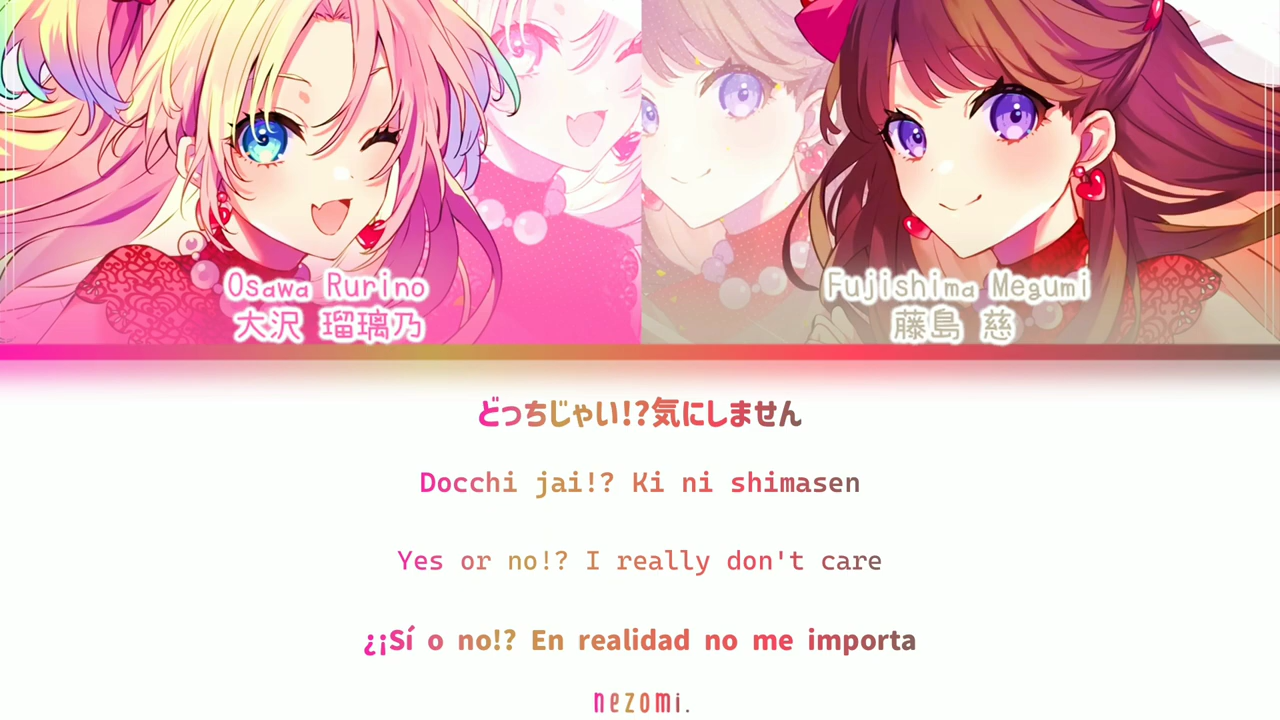 Osawa Rurino
大沢 瑠璃乃
Fujishima Megumi
藤島 慈
どっちじゃい!?気にしません
Docchi jai!? Ki ni shimasen
Yes or no!? I really don't care
¿¡Sí o no!? En realidad no me importa
nezomi.